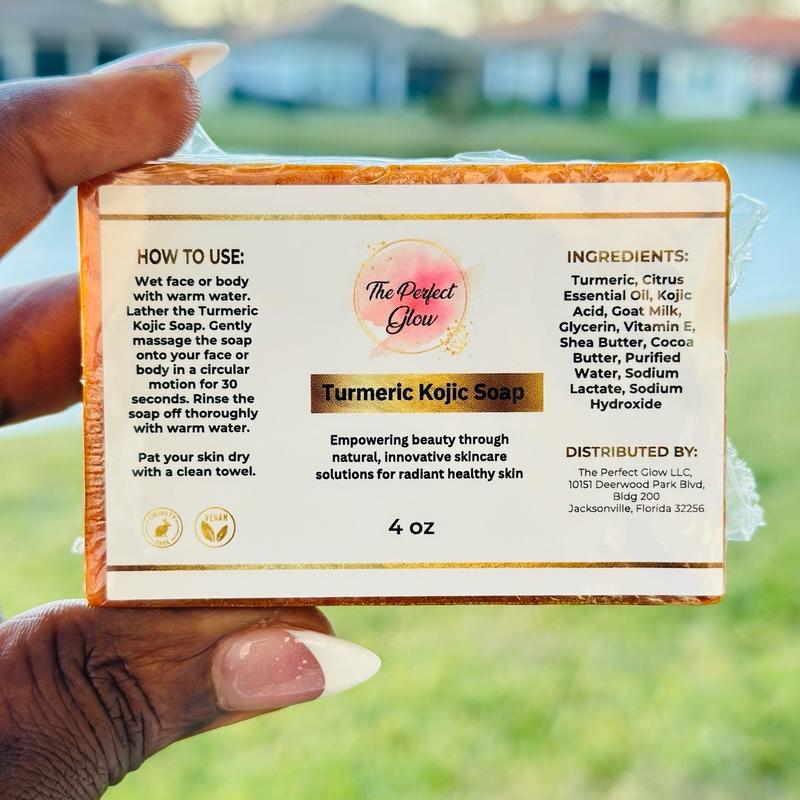 HOW TO USE:
Wet face or body
with warm water.
Lather the Turmeric
Kojic Soap. Gently
massage the soap
onto your face or
body in a circular
motion for 30
seconds. Rinse the
soap off thoroughly
with warm water.
Pat your skin dry
with a clean towel.
CRUELTY
FREE
VEGAN
The Perfect
Glow
Turmeric Kojic Soap
Empowering beauty through
natural, innovative skincare
solutions for radiant healthy skin
4 oz
INGREDIENTS:
Turmeric, Citrus
Essential Oil, Kojic
Acid, Goat Milk,
Glycerin, Vitamin E,
Shea Butter, Cocoa
Butter, Purified
Water, Sodium
Lactate, Sodium
Hydroxide
DISTRIBUTED BY:
The Perfect Glow LLC,
10151 Deerwood Park Blvd,
Bldg 200
Jacksonville, Florida 32256